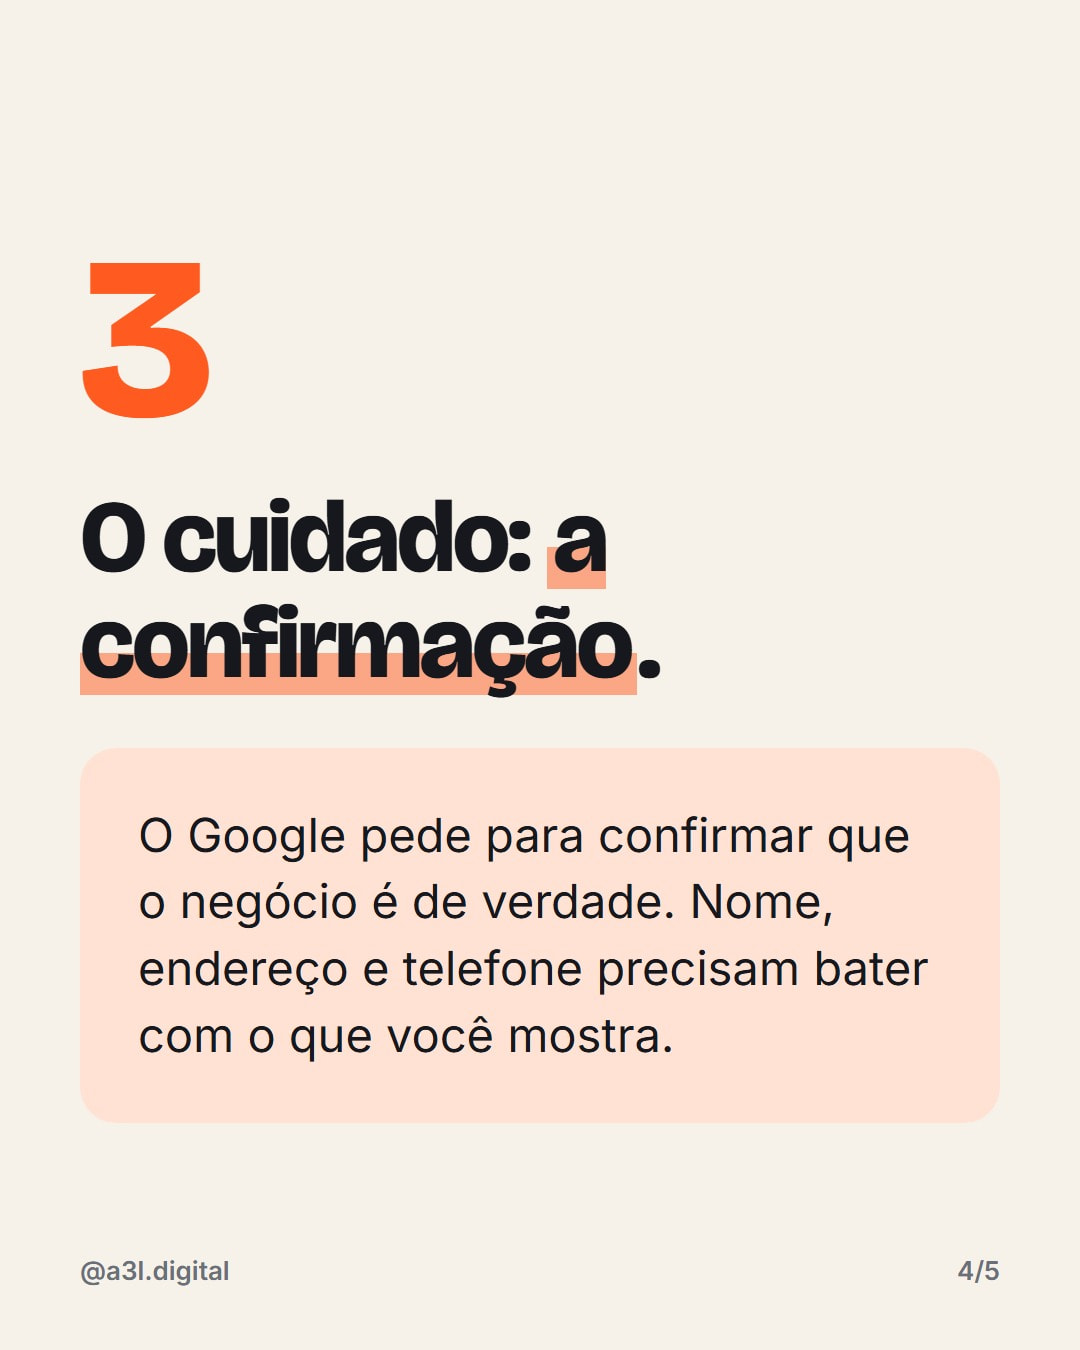 3
O cuidado: a
confirmação.
O Google pede para confirmar que
o negócio é de verdade. Nome,
endereço e telefone precisam bater
com o que você mostra.
@a3l.digital
4/5